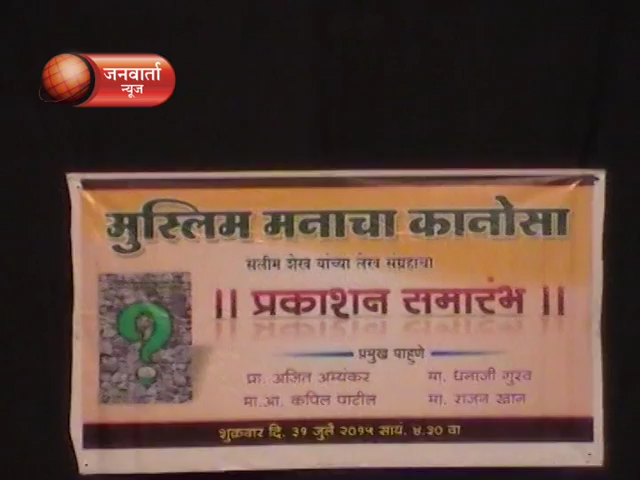 जनवार्ता
न्यूज
मुस्लिम मनाचा कानोसा
सलीम शेख यांच्या लेख संग्रहाचा
|| प्रकाशन समारंभ ||
प्रमुख पाहुणे
प्रा. अजित अभ्यंकर मा. धनाजी गुरव
मा.आ. कपिल पाटील मा. राजन खान
शुक्रवार दि. ३१ जुलै २०१५ सायं. ४.३० वा